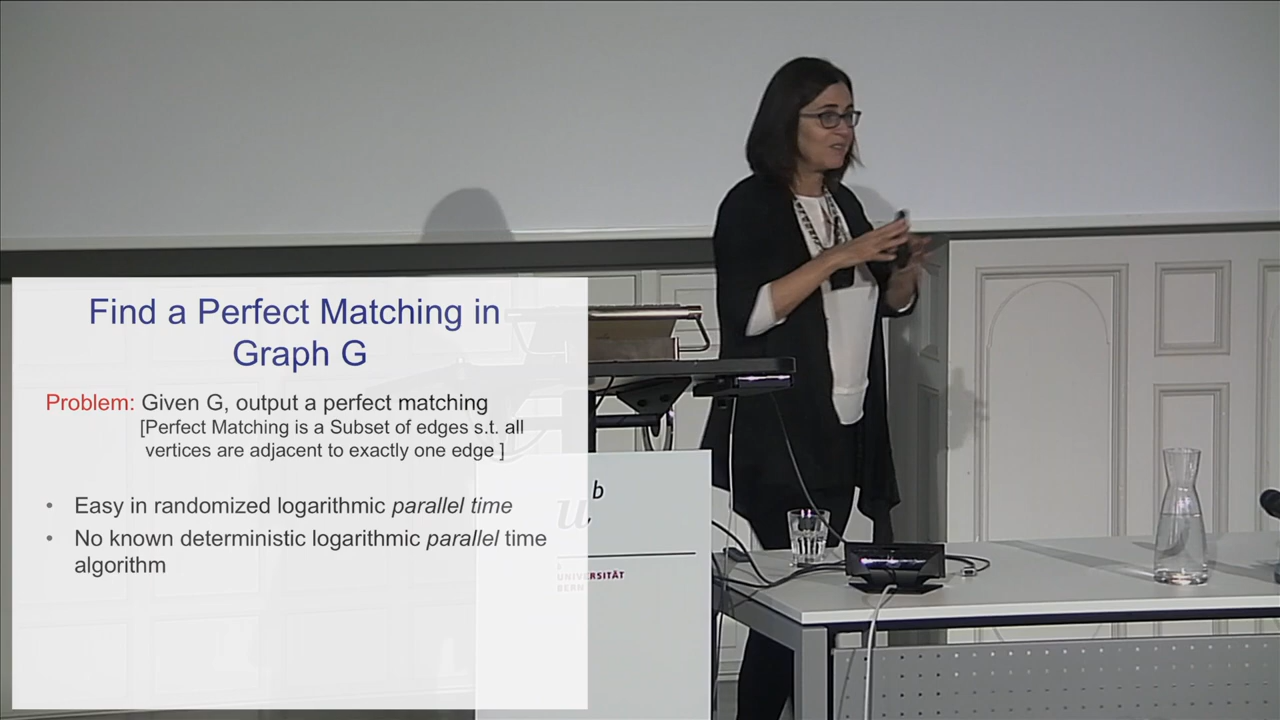 Find a Perfect Matching in
Graph G
Problem: Given G, output a perfect matching
[Perfect Matching is a Subset of edges s.t. all
vertices are adjacent to exactly one edge ]
• Easy in randomized logarithmic parallel time
• No known deterministic logarithmic parallel time
algorithm
u
b
UNIVERSITÄT
BERN